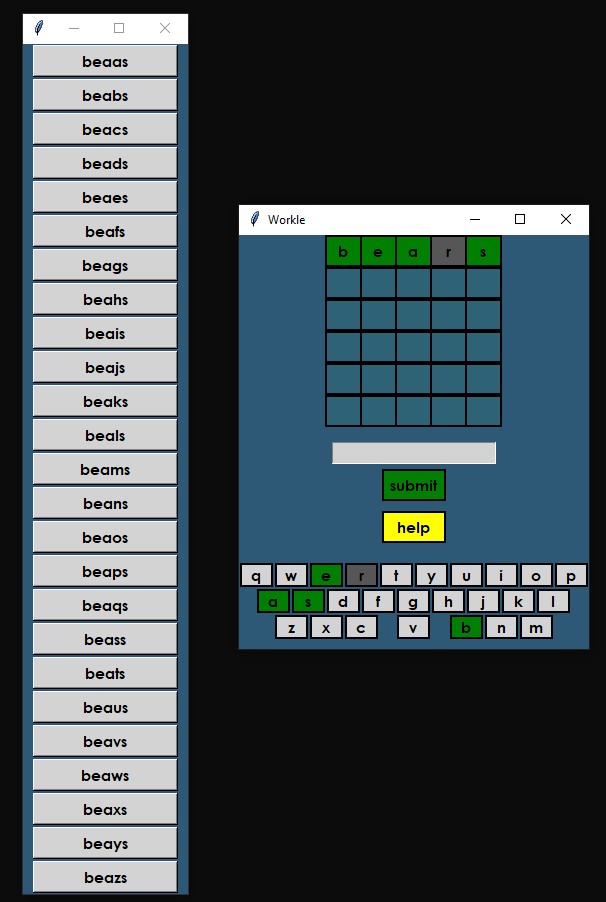 beaas
beabs
beacs
beads
beaes
beafs
beags
beahs
beais
beajs
beaks
beals
beams
beans
beaos
beaps
beaqs
beass
beats
beaus
beavs
beaws
beaxs
beays
beazs
Workle
b e a r s
submit
help
q w e r t y u i o p
a s d f g h j k l
z x c v b n m